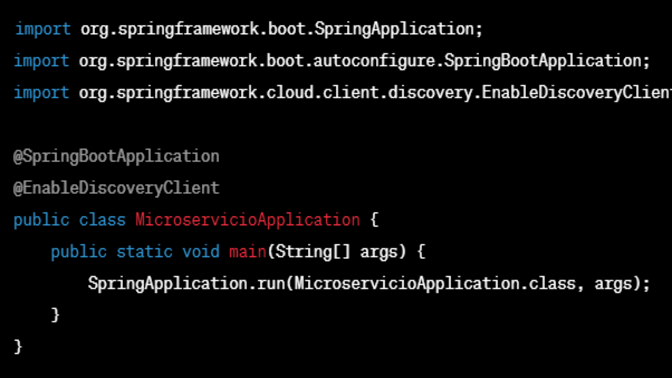 import org.springframework.boot.SpringApplication;
import org.springframework.boot.autoconfigure.SpringBootApplication;
import org.springframework.cloud.client.discovery.EnableDiscoveryClient
@SpringBootApplication
@EnableDiscoveryClient
public class MicroservicioApplication {
public static void main(String[] args) {
SpringApplication.run(MicroservicioApplication.class, args);
}
}